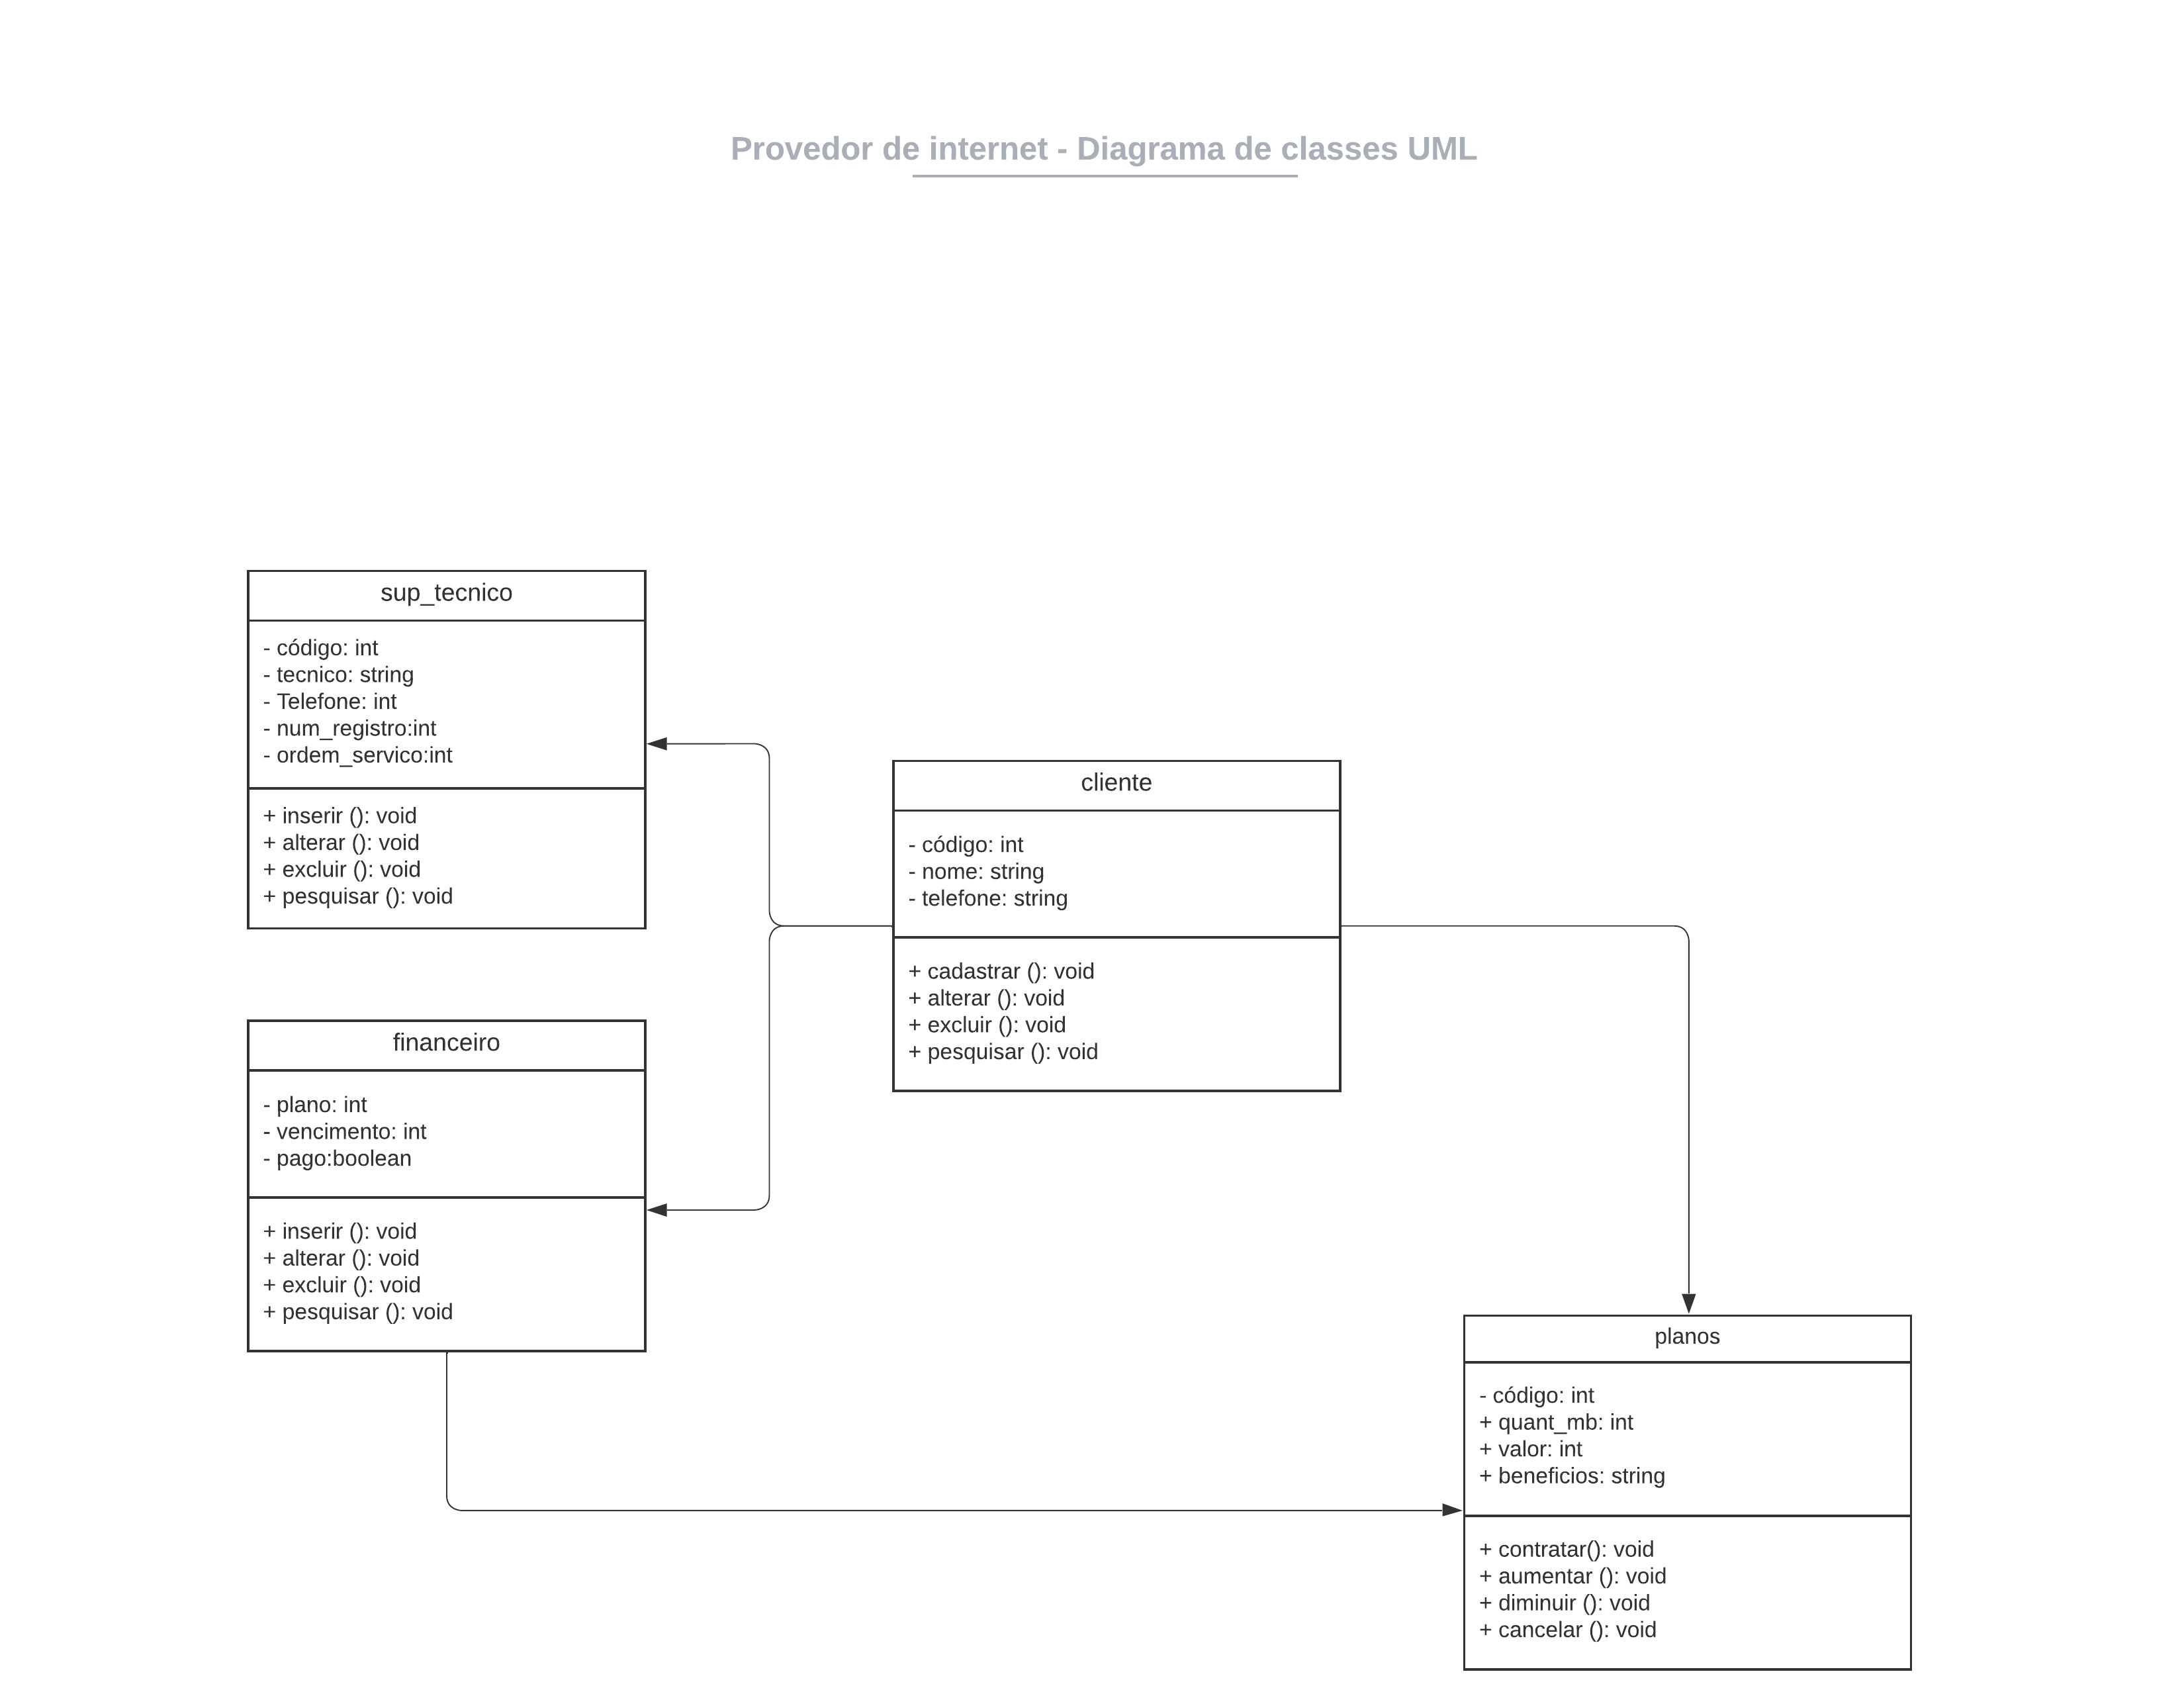 Provedor de internet - Diagrama de classes UML
sup_tecnico
- código: int
- tecnico: string
- Telefone: int
- num_registro:int
- ordem_servico:int
+ inserir (): void
+ alterar (): void
+ excluir (): void
+ pesquisar (): void
cliente
- código: int
- nome: string
- telefone: string
+ cadastrar (): void
+ alterar (): void
+ excluir (): void
+ pesquisar (): void
financeiro
- plano: int
- vencimento: int
- pago:boolean
+ inserir (): void
+ alterar (): void
+ excluir (): void
+ pesquisar (): void
planos
- código: int
+ quant_mb: int
+ valor: int
+ beneficios: string
+ contratar(): void
+ aumentar (): void
+ diminuir (): void
+ cancelar (): void